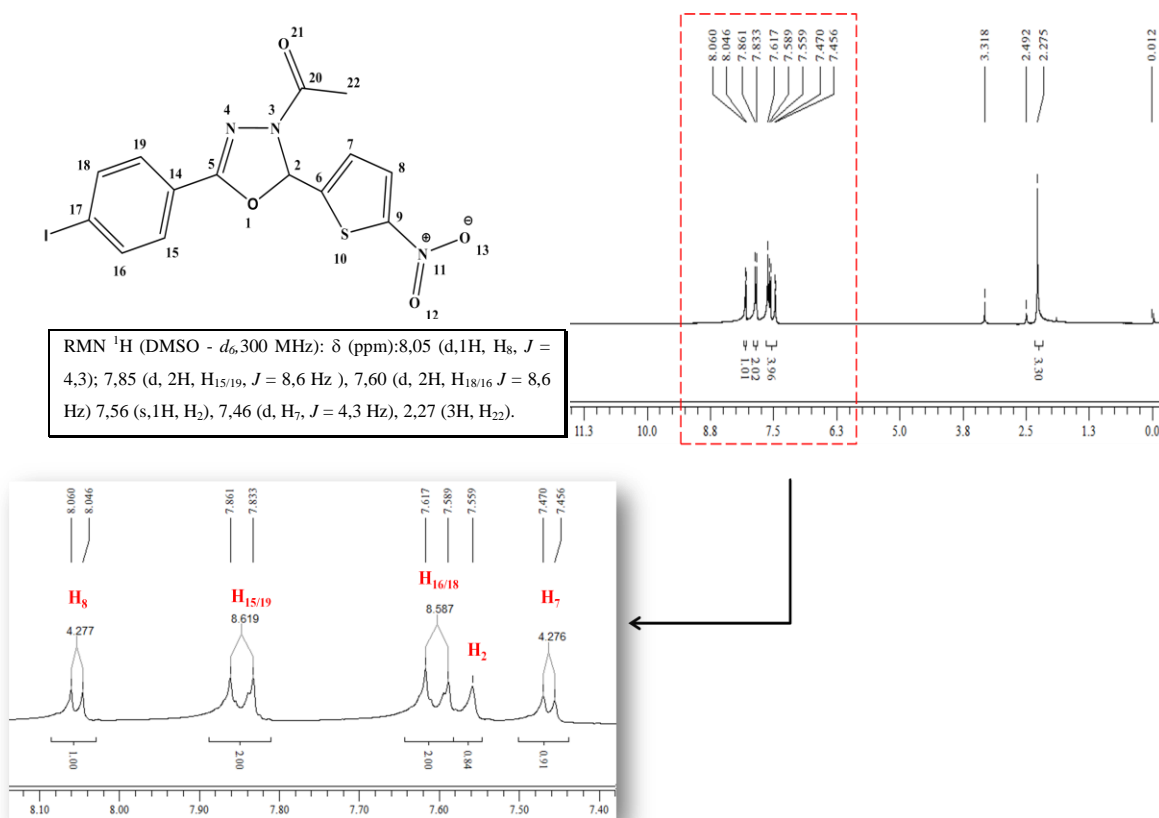 21
O
20
22
4
3
N
N
19
7
18
5
2
8
14
6
O
17
1
9
S
O
⊖
I
⊕
15
N
13
10
11
16
O
12
RMN ¹H (DMSO - d₆,300 MHz): δ (ppm):8,05 (d,1H, H₈, J =
4,3); 7,85 (d, 2H, H₁₅/₁₉, J = 8,6 Hz ), 7,60 (d, 2H, H₁₈/₁₆ J = 8,6
Hz) 7,56 (s,1H, H₂), 7,46 (d, H₇, J = 4,3 Hz), 2,27 (3H, H₂₂).
8.060 8.046 7.861 7.833 7.617 7.589 7.559 7.470 7.456 3.318 2.492 2.275 0.012
1.01 2.02 3.96 3.30
11.3 10.0 8.8 7.5 6.3 5.0 3.8 2.5 1.3 0.0
8.060 8.046 7.861 7.833 7.617 7.589 7.559 7.470 7.456
H₈ H₁₅/₁₉ H₁₆/₁₈ H₂ H₇
4.277 8.619 8.587 4.276
1.00 2.00 2.00 0.84 0.91
8.10 8.00 7.90 7.80 7.70 7.60 7.50 7.40